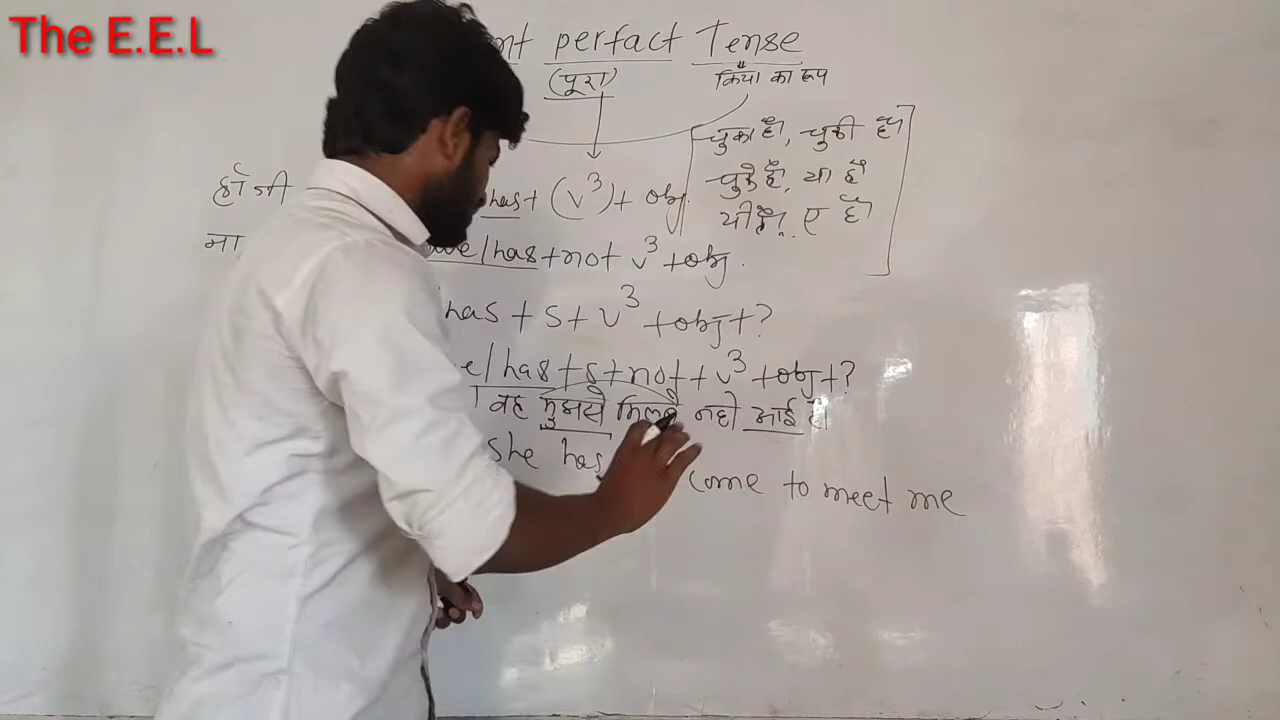 The E.E.L
perfact Tense
(पूरा) क्रिया का रूप
चुका है, चुकी है
चुके हैं, या है
यी है, ए है
has + (v³) + obj.
/has + not v³ + obj.
has + s + v³ + obj + ?
/has + s + not + v³ + obj + ?
वह मुझसे मिलने नही आई है
She has come to meet me